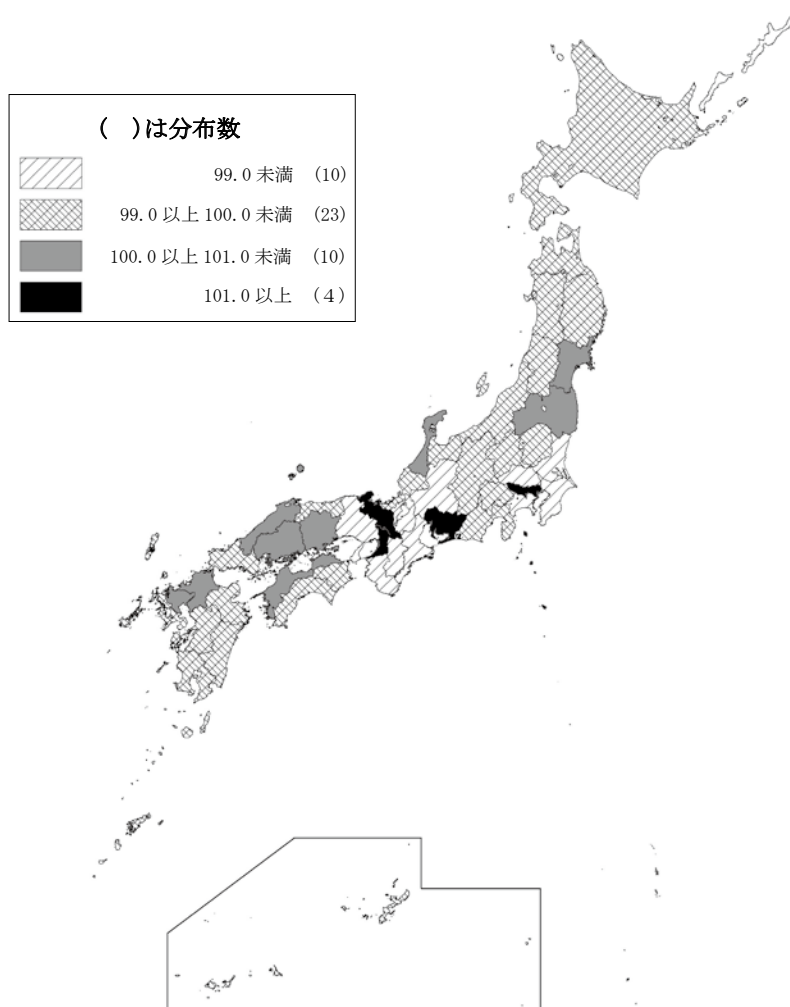 (　)は分布数
99.0 未満 (10)
99.0 以上 100.0 未満 (23)
100.0 以上 101.0 未満 (10)
101.0 以上 (４)